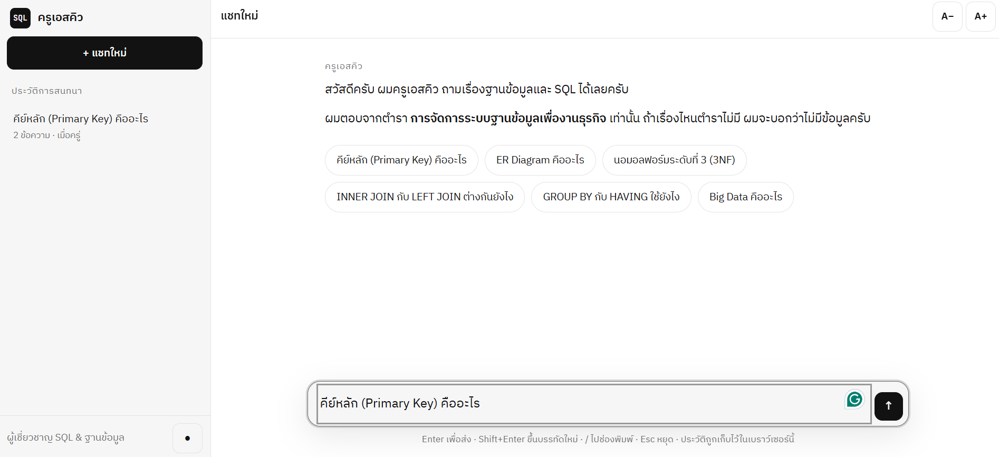 SQL ครูเอสคิว
+ แชทใหม่
ประวัติการสนทนา
คีย์หลัก (Primary Key) คืออะไร
2 ข้อความ · เมื่อครู่
ผู้เชี่ยวชาญ SQL & ฐานข้อมูล
แชทใหม่
A− A+
ครูเอสคิว
สวัสดีครับ ผมครูเอสคิว ถามเรื่องฐานข้อมูลและ SQL ได้เลยครับ
ผมตอบจากตำรา การจัดการระบบฐานข้อมูลเพื่องานธุรกิจ เท่านั้น ถ้าเรื่องไหนตำราไม่มี ผมจะบอกว่าไม่มีข้อมูลครับ
คีย์หลัก (Primary Key) คืออะไร ER Diagram คืออะไร นอมอลฟอร์มระดับที่ 3 (3NF)
INNER JOIN กับ LEFT JOIN ต่างกันยังไง GROUP BY กับ HAVING ใช้ยังไง Big Data คืออะไร
คีย์หลัก (Primary Key) คืออะไร
Enter เพื่อส่ง · Shift+Enter ขึ้นบรรทัดใหม่ · / ไปช่องพิมพ์ · Esc หยุด · ประวัติถูกเก็บไว้ในเบราว์เซอร์นี้